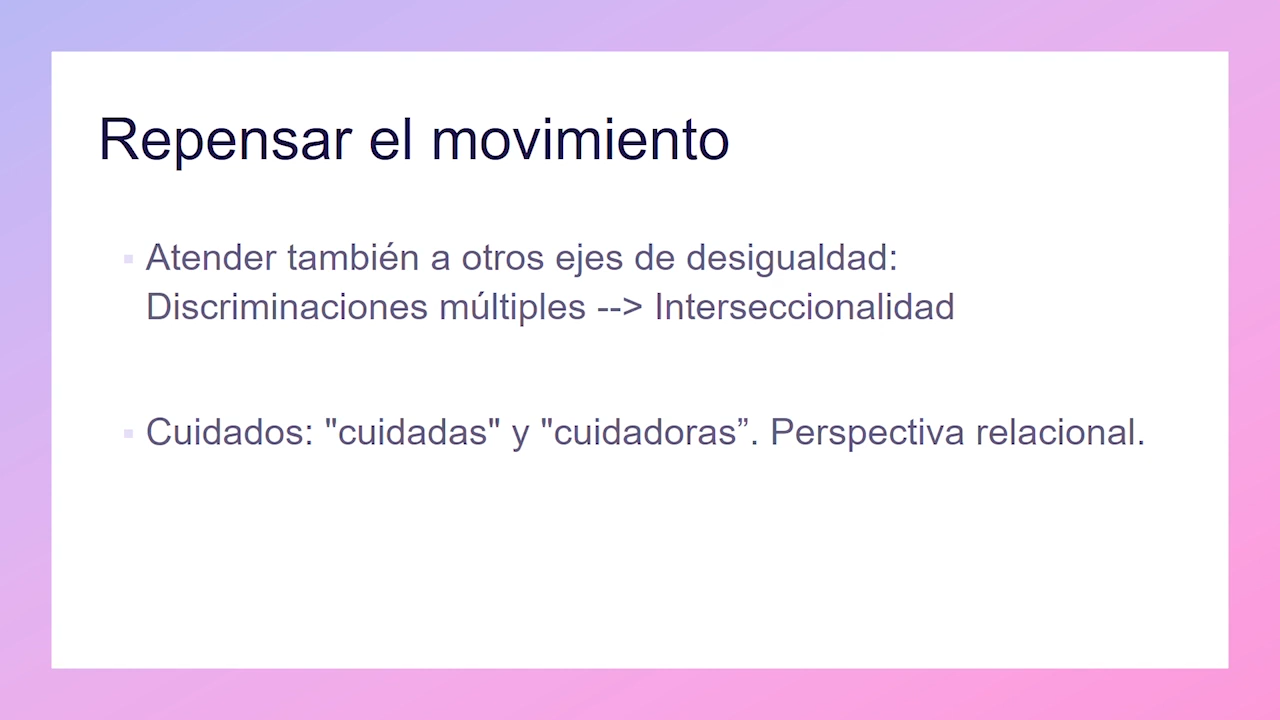 Repensar el movimiento
Atender también a otros ejes de desigualdad:
Discriminaciones múltiples --> Interseccionalidad
Cuidados: "cuidadas" y "cuidadoras”. Perspectiva relacional.